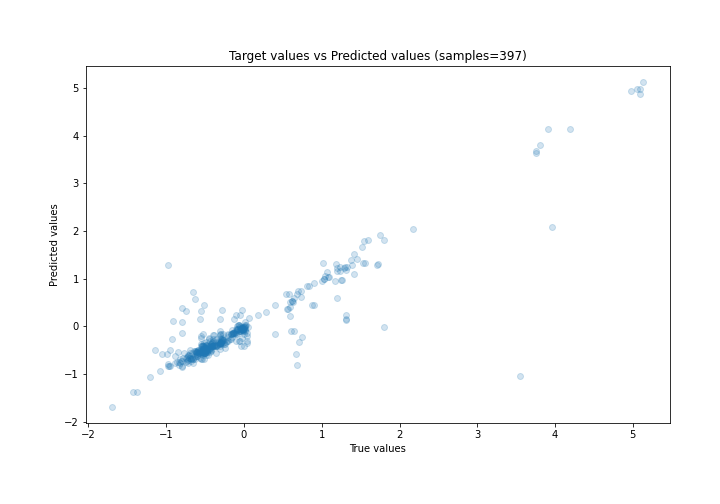 Target values vs Predicted values (samples=397)
Predicted values
5
4
3
2
1
0
−1
−2
−2 −1 0 1 2 3 4 5
True values